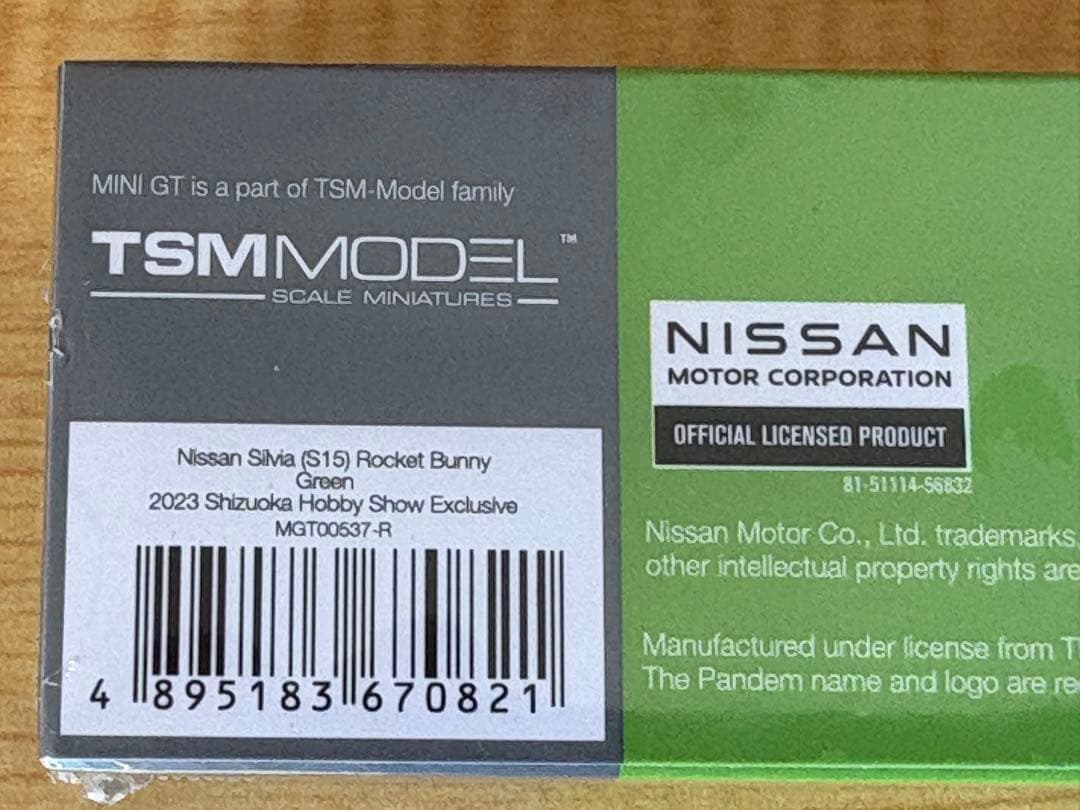 MINI GT is a part of TSM-Model family
TSMMODEL™
SCALE MINIATURES
Nissan Silvia (S15) Rocket Bunny
Green
2023 Shizuoka Hobby Show Exclusive
MGT00537-R
4 895183 670821
NISSAN
MOTOR CORPORATION
OFFICIAL LICENSED PRODUCT
81-51114-56832
Nissan Motor Co., Ltd. trademarks,
other intellectual property rights are
Manufactured under license from T
The Pandem name and logo are re